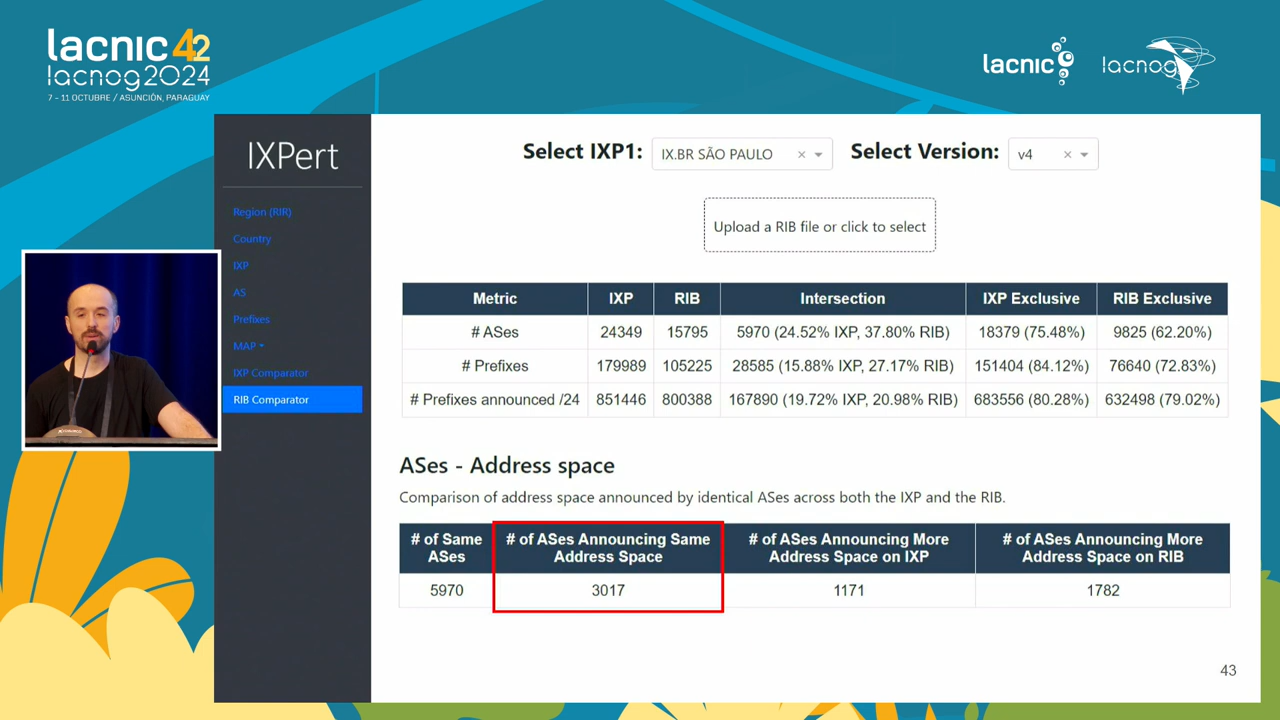 lacnic 42
lacnog2024
7 - 11 OCTUBRE / ASUNCIÓN, PARAGUAY
lacnic
lacnog
IXPert
Region (RIR)
Country
IXP
AS
Prefixes
MAP
IXP Comparator
RIB Comparator
Select IXP1: IX.BR SÃO PAULO × Select Version: v4 ×
Upload a RIB file or click to select
Metric IXP RIB Intersection IXP Exclusive RIB Exclusive
# ASes 24349 15795 5970 (24.52% IXP, 37.80% RIB) 18379 (75.48%) 9825 (62.20%)
# Prefixes 179989 105225 28585 (15.88% IXP, 27.17% RIB) 151404 (84.12%) 76640 (72.83%)
# Prefixes announced /24 851446 800388 167890 (19.72% IXP, 20.98% RIB) 683556 (80.28%) 632498 (79.02%)
ASes - Address space
Comparison of address space announced by identical ASes across both the IXP and the RIB.
# of Same ASes # of ASes Announcing Same Address Space # of ASes Announcing More Address Space on IXP # of ASes Announcing More Address Space on RIB
5970 3017 1171 1782
43